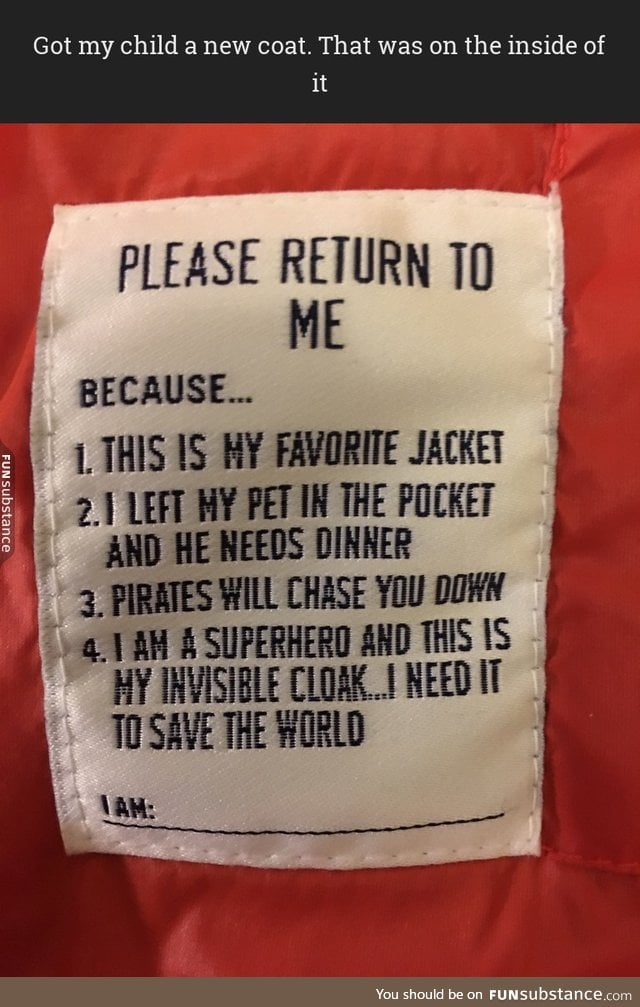 Got my child a new coat. That was on the inside of
it
PLEASE RETURN TO
ME
BECAUSE...
1. THIS IS MY FAVORITE JACKET
2. I LEFT MY PET IN THE POCKET
AND HE NEEDS DINNER
3. PIRATES WILL CHASE YOU DOWN
4. I AM A SUPERHERO AND THIS IS
MY INVISIBLE CLOAK...I NEED IT
TO SAVE THE WORLD
I AM:
FUNsubstance
You should be on FUNsubstance.com